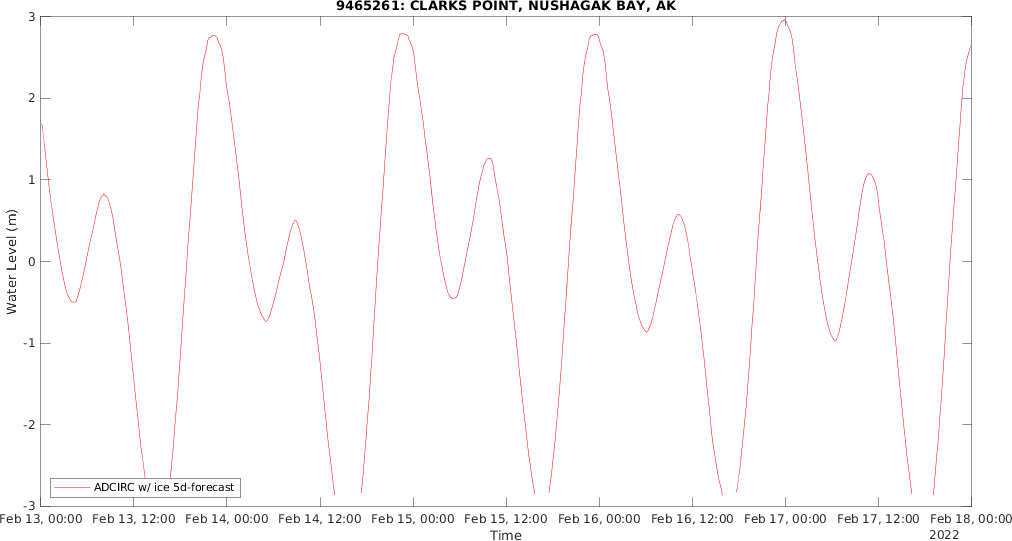 9465261: CLARKS POINT, NUSHAGAK BAY, AK
3
2
1
0
-1
-2
-3
Water Level (m)
ADCIRC w/ ice 5d-forecast
Feb 13, 00:00 Feb 13, 12:00 Feb 14, 00:00 Feb 14, 12:00 Feb 15, 00:00 Feb 15, 12:00 Feb 16, 00:00 Feb 16, 12:00 Feb 17, 00:00 Feb 17, 12:00 Feb 18, 00:00
Time
2022